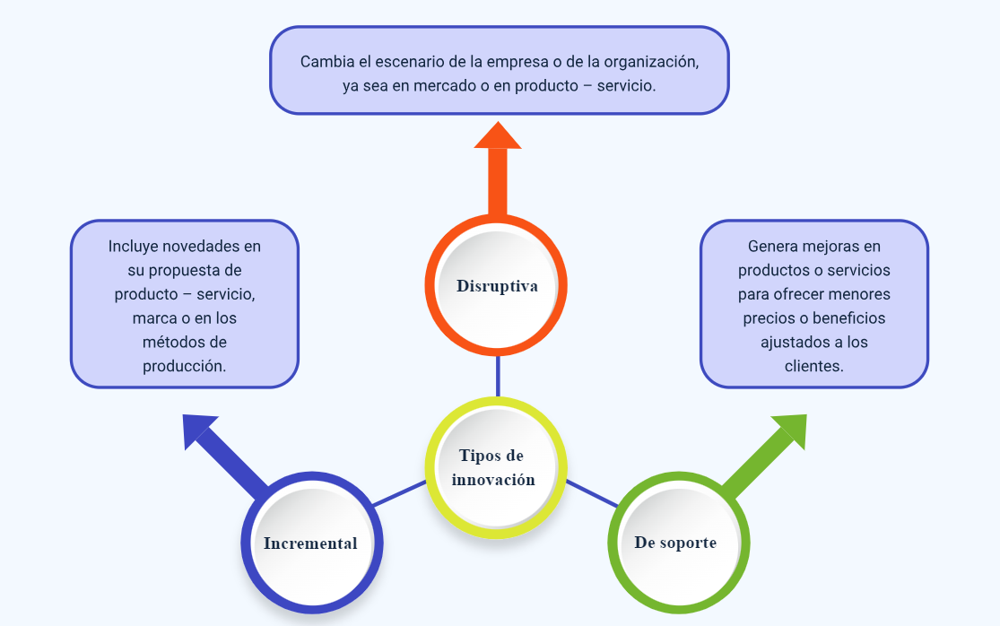 Cambia el escenario de la empresa o de la organización,
ya sea en mercado o en producto – servicio.
Incluye novedades en
su propuesta de
producto – servicio,
marca o en los
métodos de
producción.
Genera mejoras en
productos o servicios
para ofrecer menores
precios o beneficios
ajustados a los
clientes.
Disruptiva
Tipos de
innovación
Incremental
De soporte